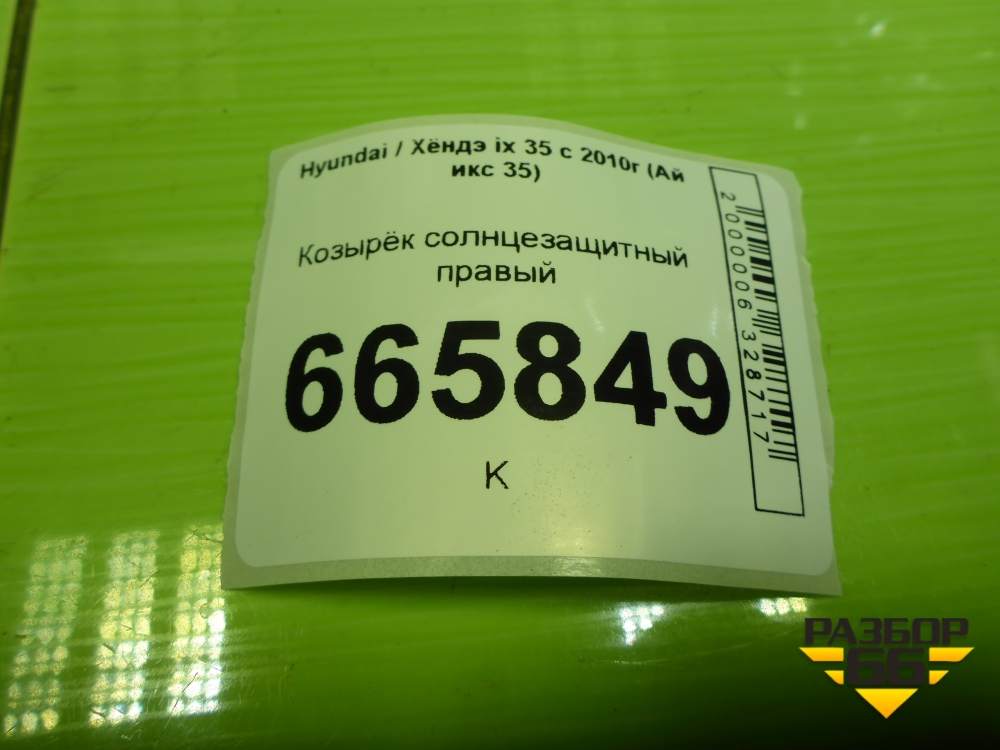 Hyundai / Хёндэ ix 35 с 2010г (Ай
икс 35)
Козырёк солнцезащитный
правый
665849
К
2000006328717
РАЗБОР
66